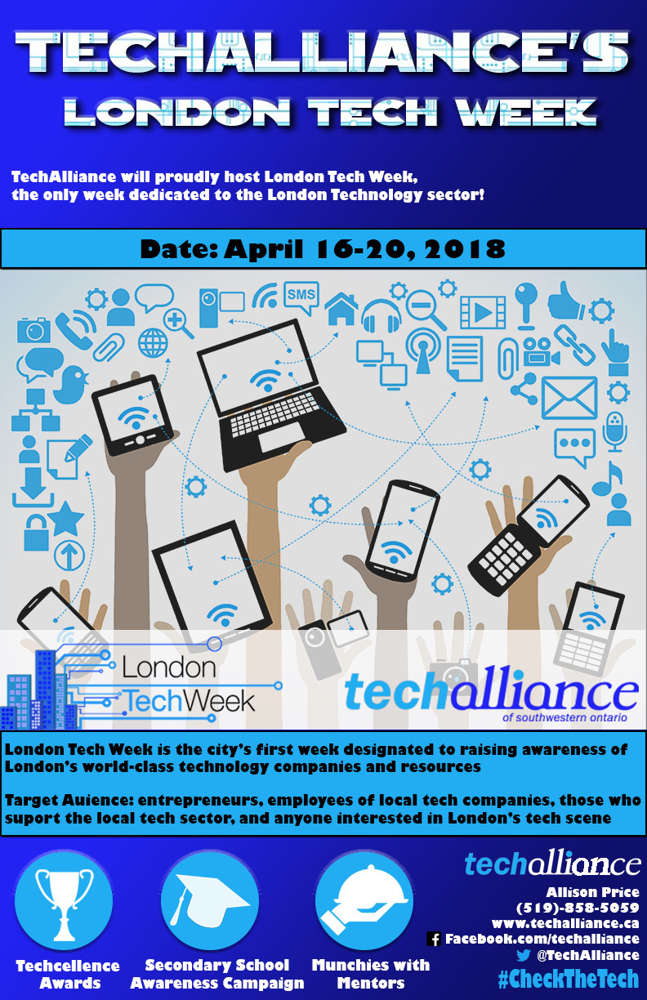 TECHALLIANCE'S
LONDON TECH WEEK
TechAlliance will proudly host London Tech Week,
the only week dedicated to the London Technology sector!
Date: April 16-20, 2018
SMS
London
TechWeek
techalliance
of southwestern ontario
London Tech Week is the city's first week designated to raising awareness of
London's world-class technology companies and resources
Target Auience: entrepreneurs, employees of local tech companies, those who
suport the local tech sector, and anyone interested in London's tech scene
Techcellence
Awards
Secondary School
Awareness Campaign
Munchies with
Mentors
techalliance
Allison Price
(519)-858-5059
www.techalliance.ca
Facebook.com/techalliance
@TechAlliance
#CheckTheTech